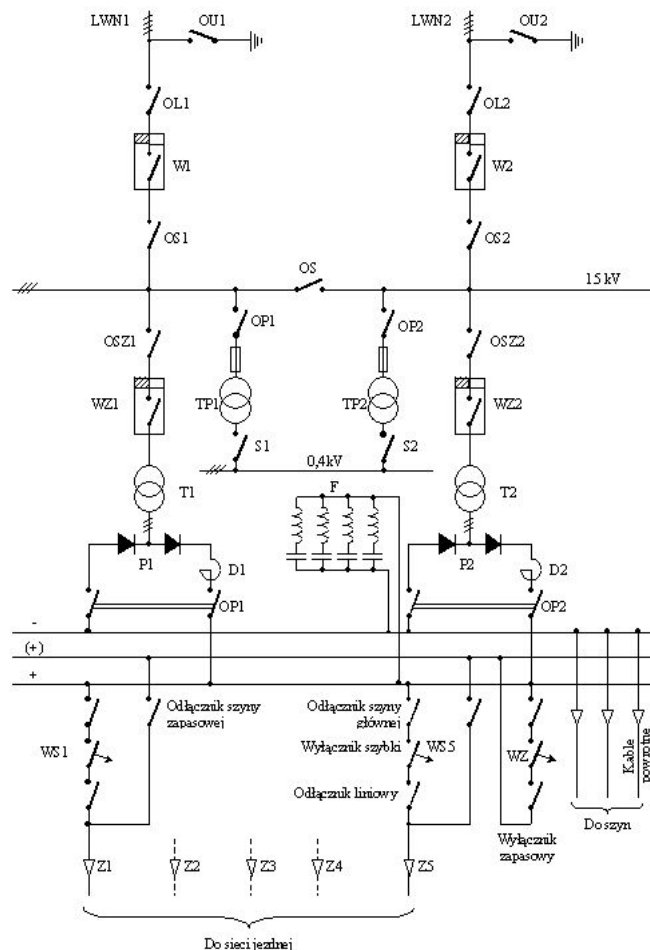 LWN1 OU1 LWN2 OU2
OL1 OL2
W1 W2
OS1 OS2
OS 15 kV
OP1 OP2
OSZ1 OSZ2
TP1 TP2
WZ1 WZ2
S1 S2
0,4kV
T1 F T2
P1 D1 P2 D2
OP1 OP2
-
(+)
+
Odłącznik szyny
zapasowej
Odłącznik szyny
głównej
WS1 Wyłącznik szybki WS5 WZ
Odłącznik liniowy
Kable
powrotne
Do szyn
Wyłącznik
zapasowy
Z1 Z2 Z3 Z4 Z5
Do sieci jezdnej